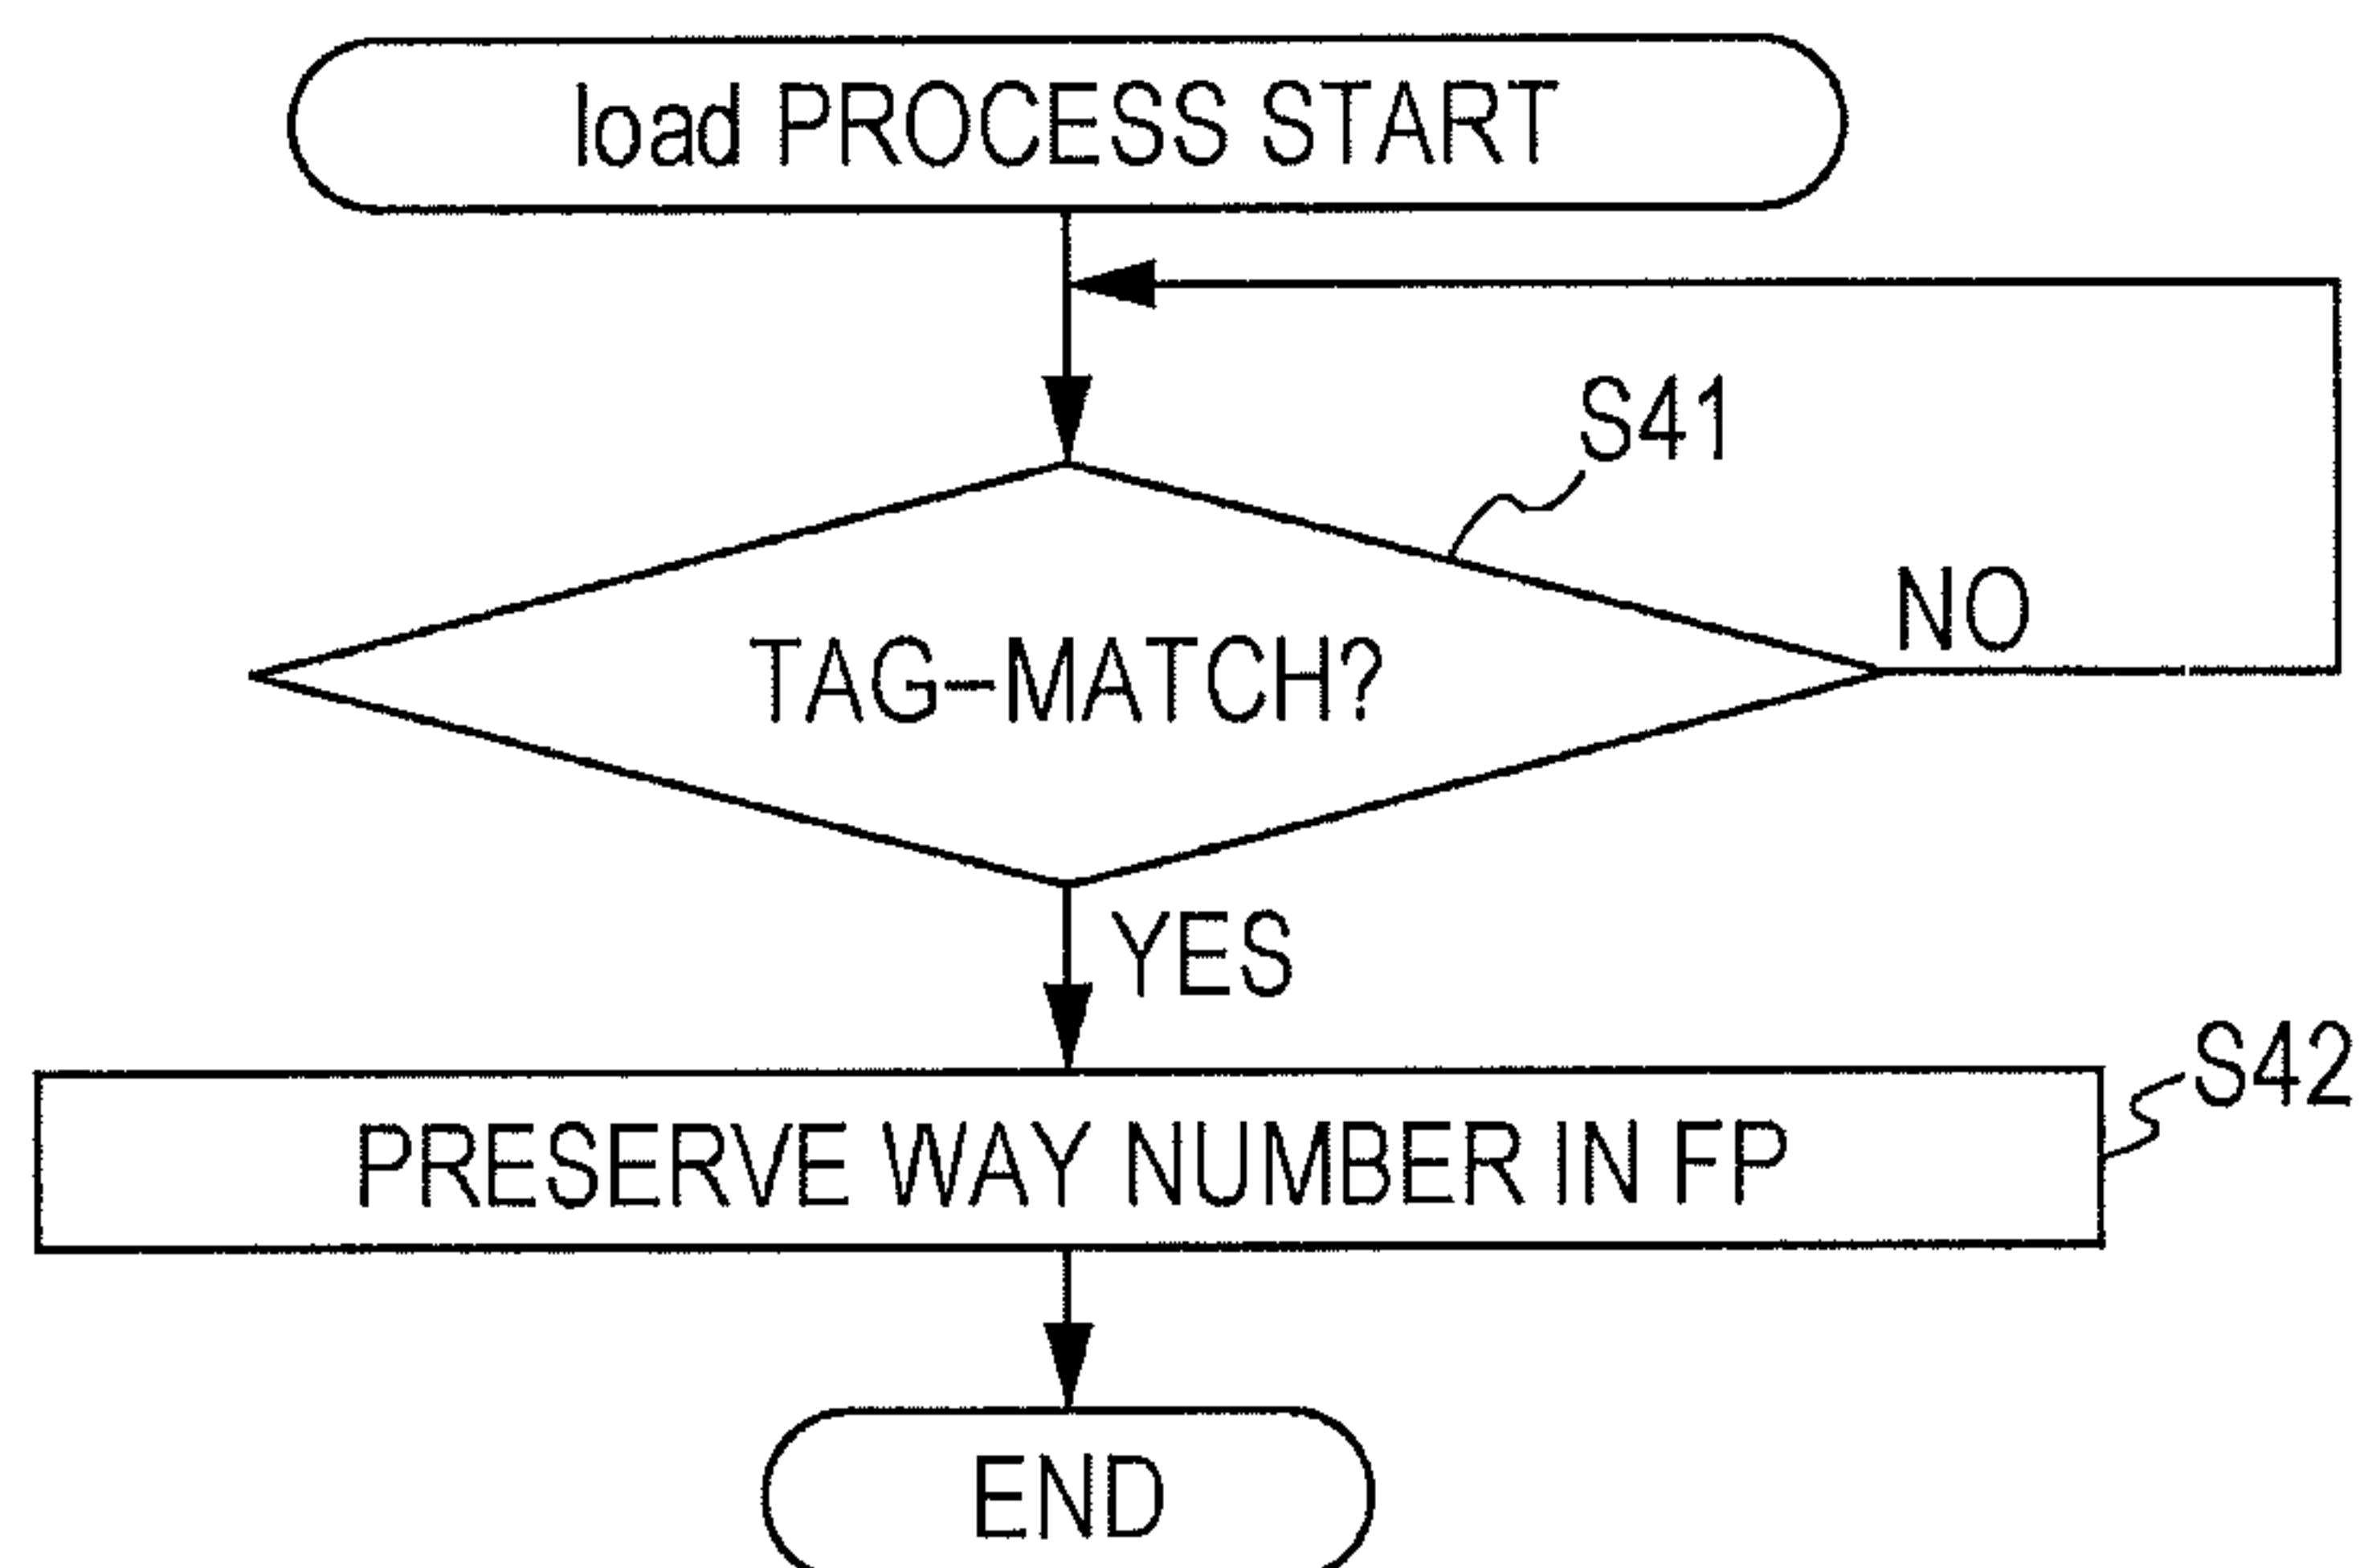 load PROCESS START
S41
NO
TAG-MATCH?
YES
S42
PRESERVE WAY NUMBER IN FP
END